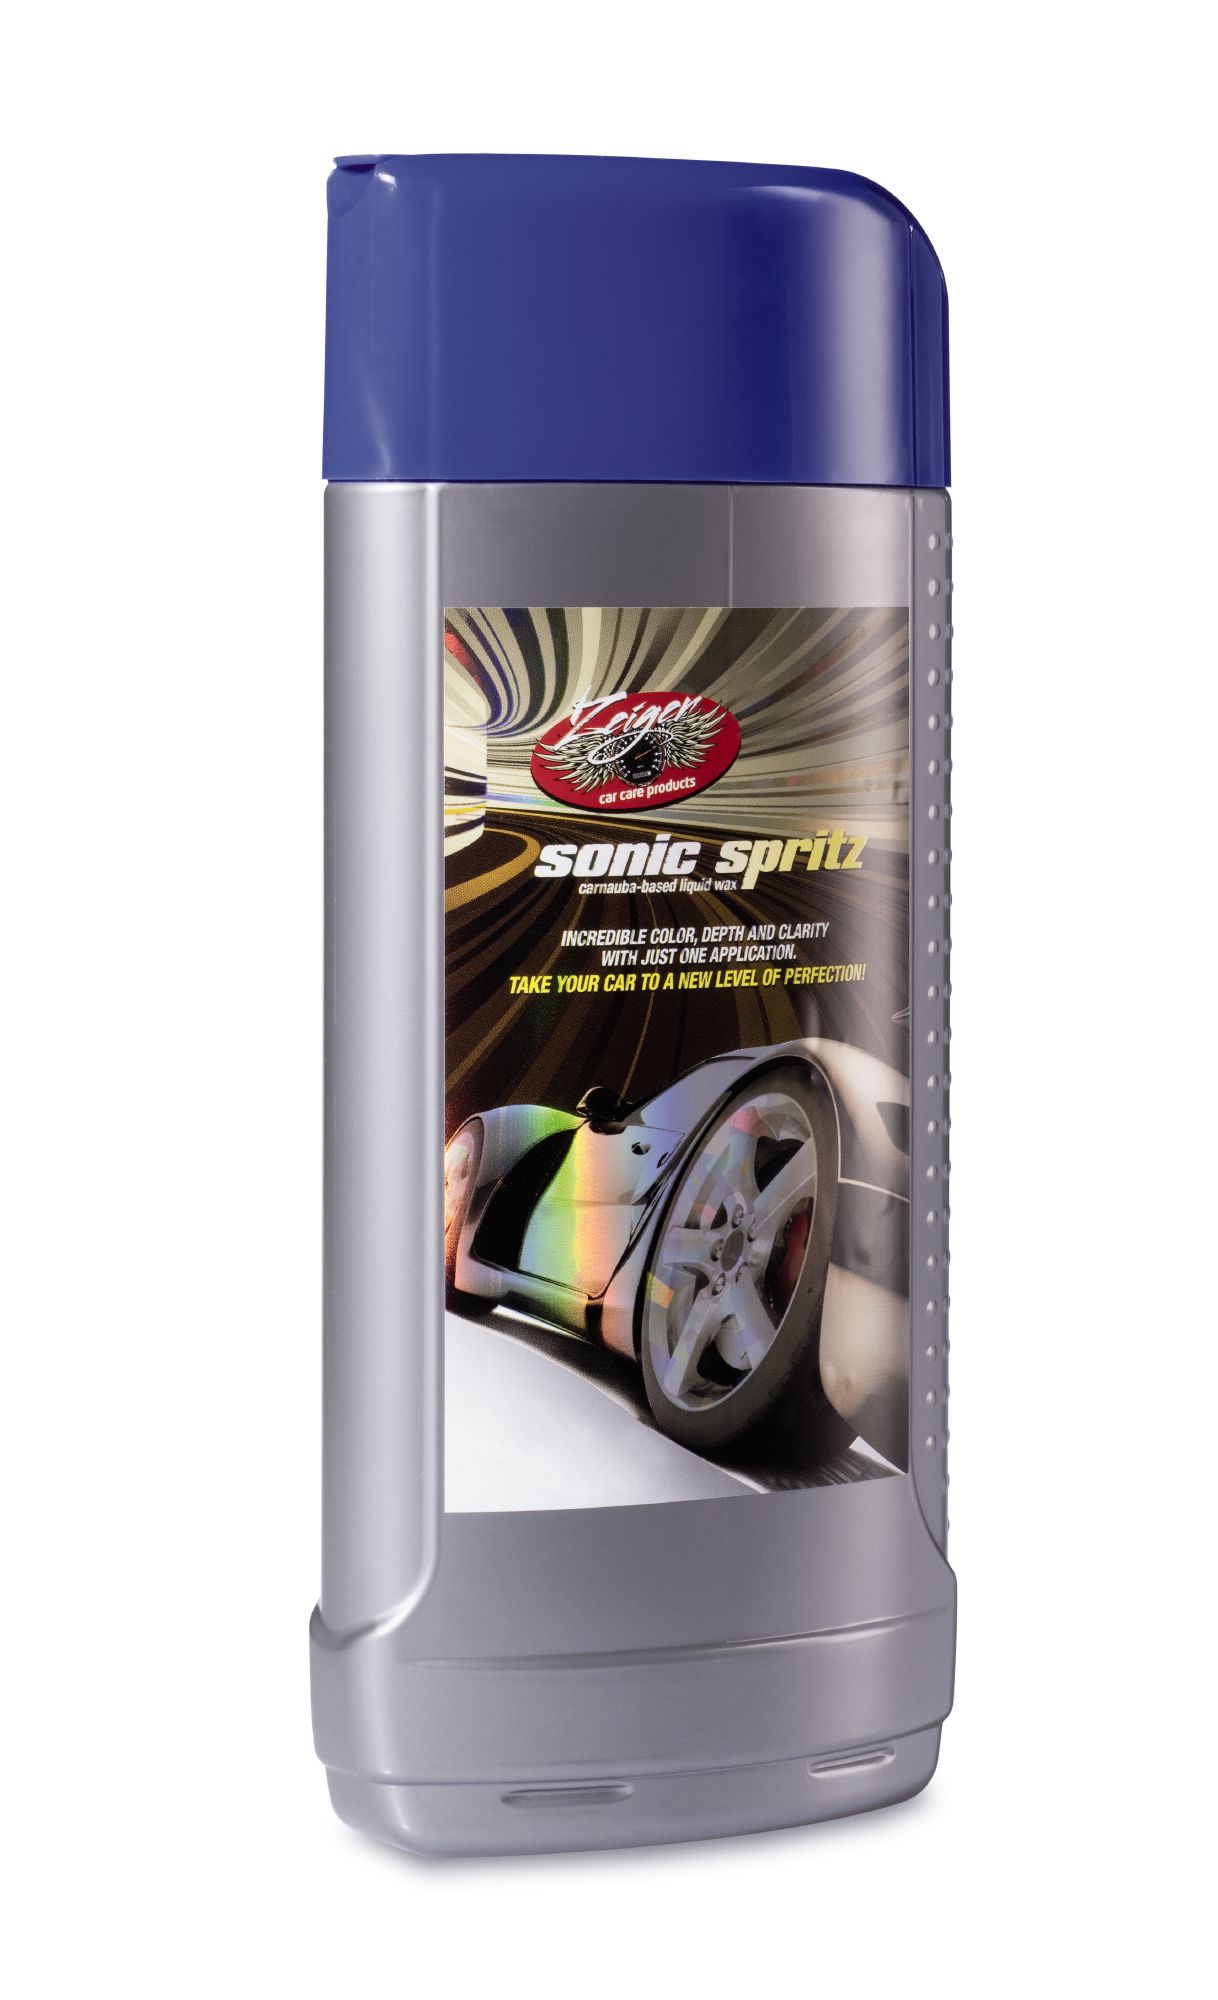 Zeigen
car care products
sonic spritz
carnauba-based liquid wax
INCREDIBLE COLOR, DEPTH AND CLARITY
WITH JUST ONE APPLICATION.
TAKE YOUR CAR TO A NEW LEVEL OF PERFECTION!